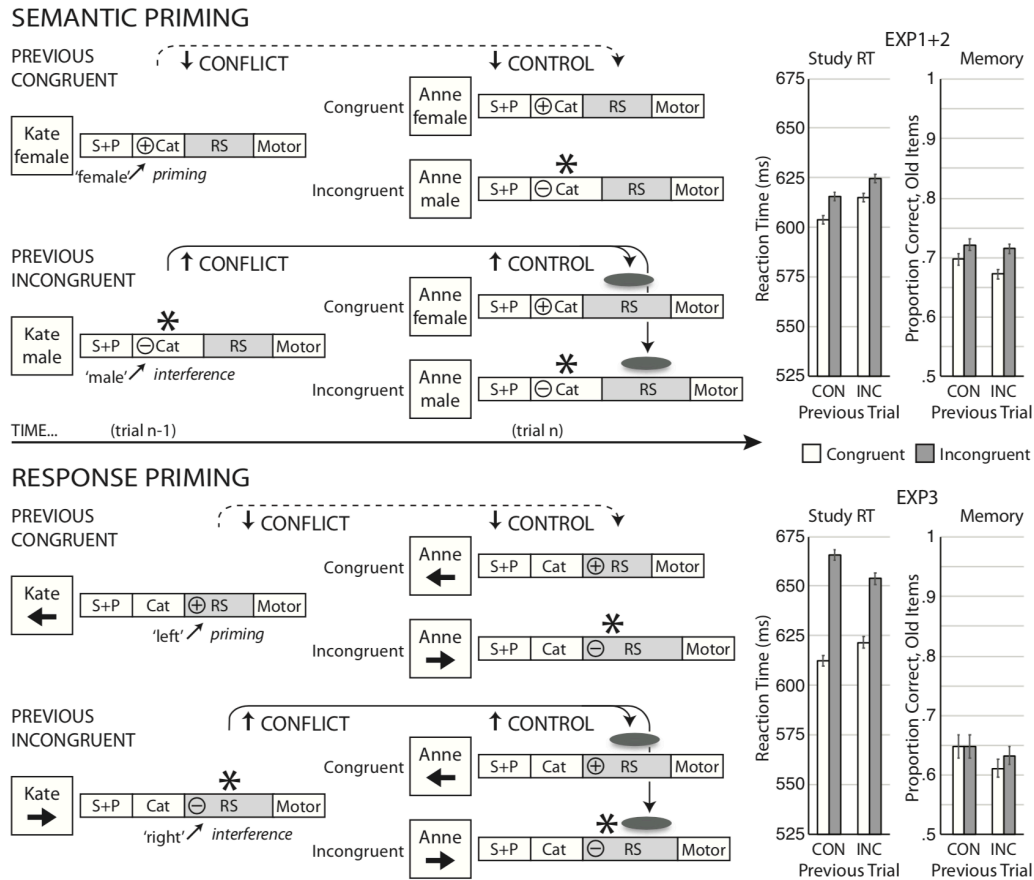 SEMANTIC PRIMING
PREVIOUS
CONGRUENT
↓ CONFLICT
↓ CONTROL
Kate
female
S+P ⊕Cat RS Motor
'female' priming
Congruent
Anne
female
S+P ⊕Cat RS Motor
*
Incongruent
Anne
male
S+P ⊖ Cat RS Motor
PREVIOUS
INCONGRUENT
↑ CONFLICT
↑ CONTROL
*
Kate
male
S+P ⊖Cat RS Motor
'male' interference
Congruent
Anne
female
S+P ⊕ Cat RS Motor
*
Incongruent
Anne
male
S+P ⊖ Cat RS Motor
TIME... (trial n-1) (trial n)
EXP1+2
Study RT
Memory
Reaction Time (ms)
675
650
625
600
575
550
525
CON INC
Previous Trial
Proportion Correct, Old Items
1
.9
.8
.7
.6
.5
CON INC
Previous Trial
Congruent Incongruent
RESPONSE PRIMING
PREVIOUS
CONGRUENT
↓ CONFLICT
↓ CONTROL
Kate
←
S+P Cat ⊕ RS Motor
'left' priming
Congruent
Anne
←
S+P Cat ⊕ RS Motor
*
Incongruent
Anne
→
S+P Cat ⊖ RS Motor
PREVIOUS
INCONGRUENT
↑ CONFLICT
↑ CONTROL
*
Kate
→
S+P Cat ⊖ RS Motor
'right' interference
Congruent
Anne
←
S+P Cat ⊕ RS Motor
*
Incongruent
Anne
→
S+P Cat ⊖ RS Motor
EXP3
Study RT
Memory
Reaction Time (ms)
675
650
625
600
575
550
525
CON INC
Previous Trial
Proportion Correct, Old Items
1
.9
.8
.7
.6
.5
CON INC
Previous Trial